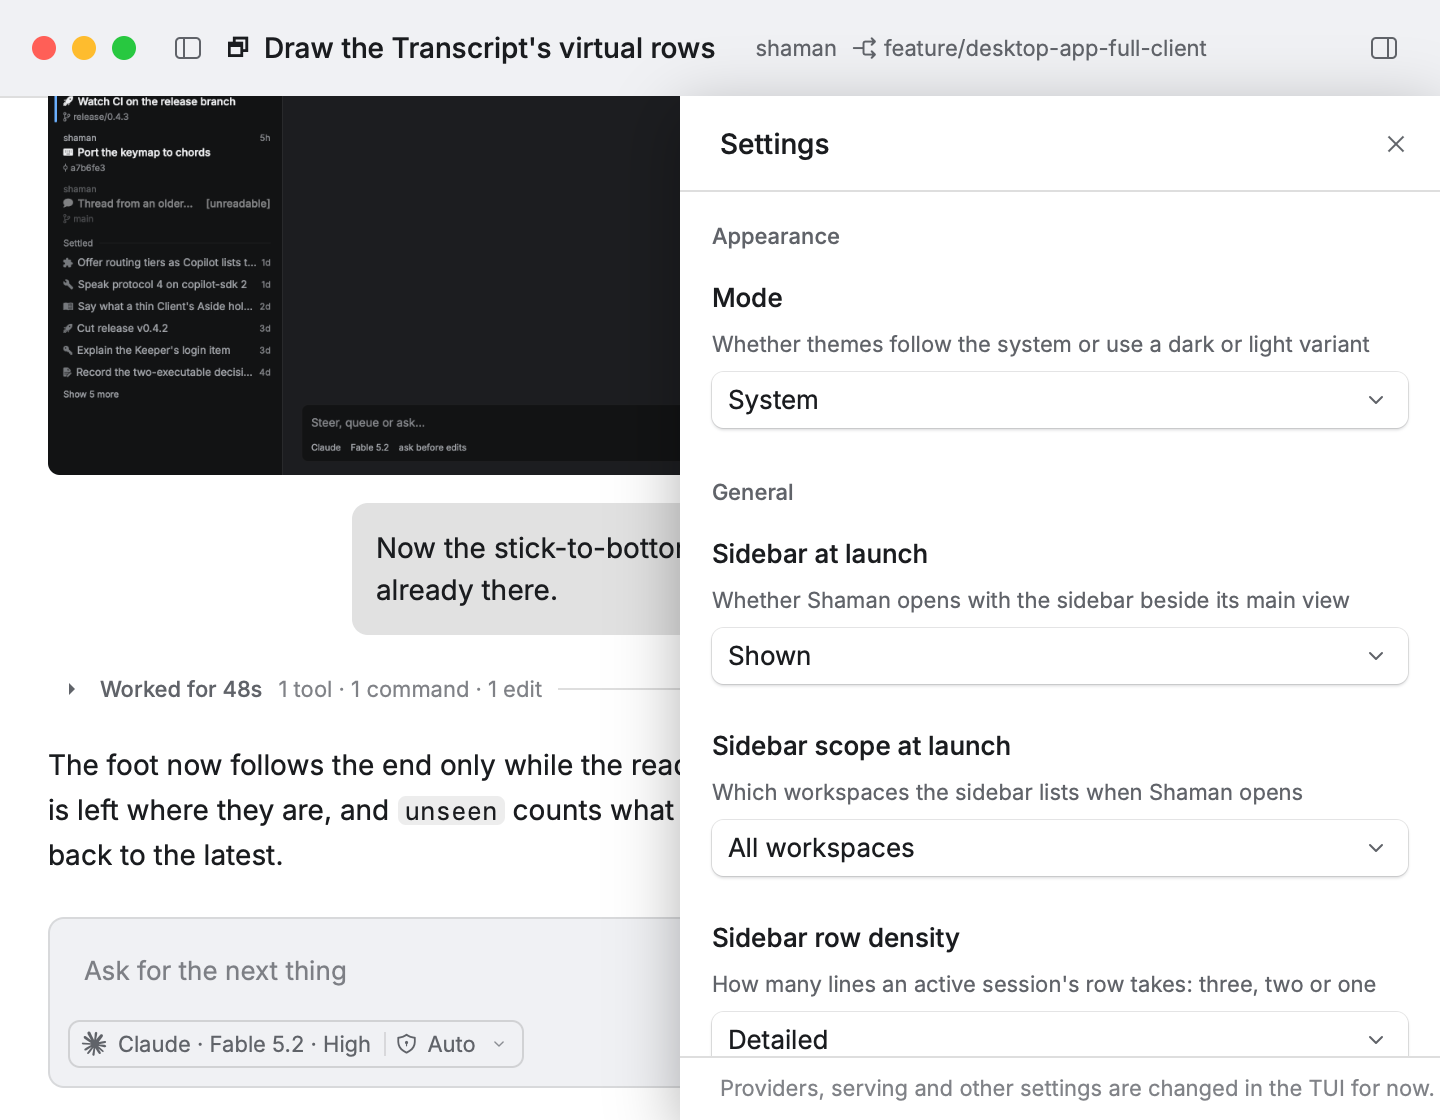 Draw the Transcript's virtual rows
shaman feature/desktop-app-full-client
Watch CI on the release branch
release/0.4.3
shaman 5h
Port the keymap to chords
a7b6fe3
shaman
Thread from an older... [unreadable]
main
Settled
Offer routing tiers as Copilot lists t... 1d
Speak protocol 4 on copilot-sdk 2 1d
Say what a thin Client's Aside hol... 2d
Cut release v0.4.2 3d
Explain the Keeper's login item 3d
Record the two-executable decisi... 4d
Show 5 more
Steer, queue or ask...
Claude Fable 5.2 ask before edits
Now the stick-to-bottom
already there.
Worked for 48s 1 tool · 1 command · 1 edit
The foot now follows the end only while the read
is left where they are, and unseen counts what
back to the latest.
Ask for the next thing
Claude · Fable 5.2 · High Auto
Settings
Appearance
Mode
Whether themes follow the system or use a dark or light variant
System
General
Sidebar at launch
Whether Shaman opens with the sidebar beside its main view
Shown
Sidebar scope at launch
Which workspaces the sidebar lists when Shaman opens
All workspaces
Sidebar row density
How many lines an active session's row takes: three, two or one
Detailed
Providers, serving and other settings are changed in the TUI for now.